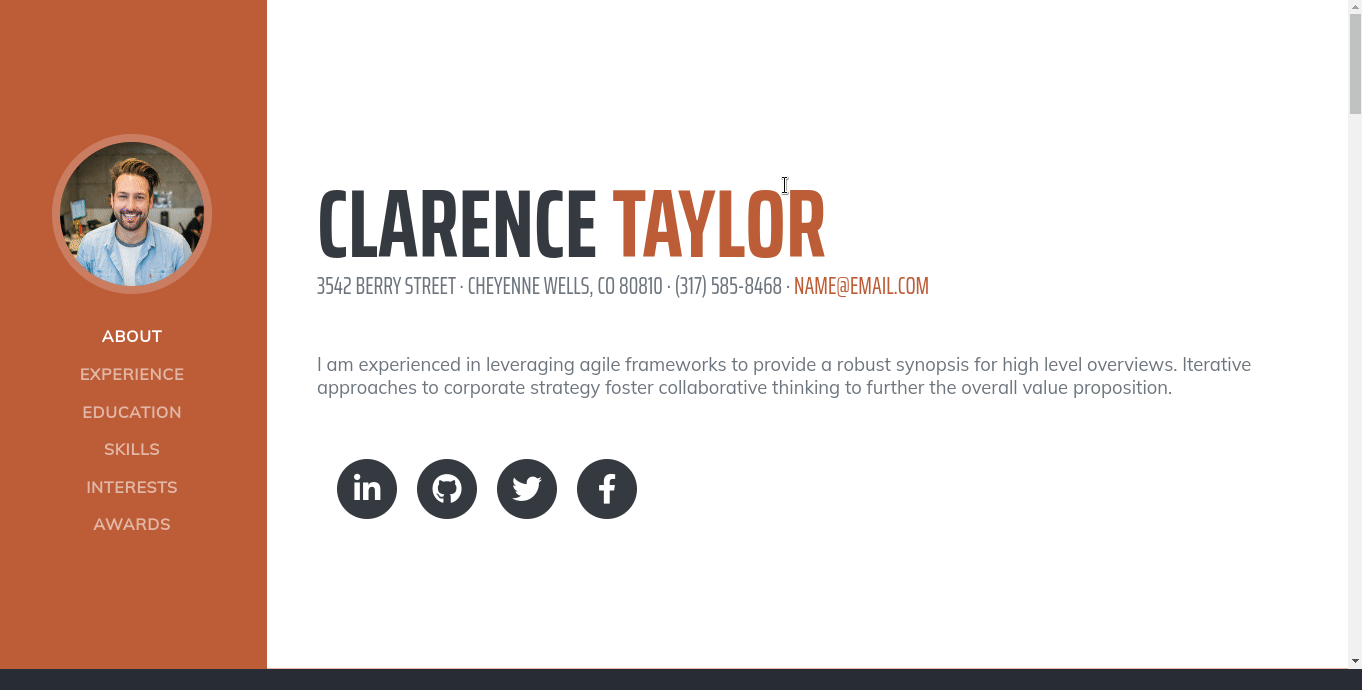 ABOUT
EXPERIENCE
EDUCATION
SKILLS
INTERESTS
AWARDS
CLARENCE TAYLOR
3542 BERRY STREET · CHEYENNE WELLS, CO 80810 · (317) 585-8468 · NAME@EMAIL.COM
I am experienced in leveraging agile frameworks to provide a robust synopsis for high level overviews. Iterative
approaches to corporate strategy foster collaborative thinking to further the overall value proposition.
in